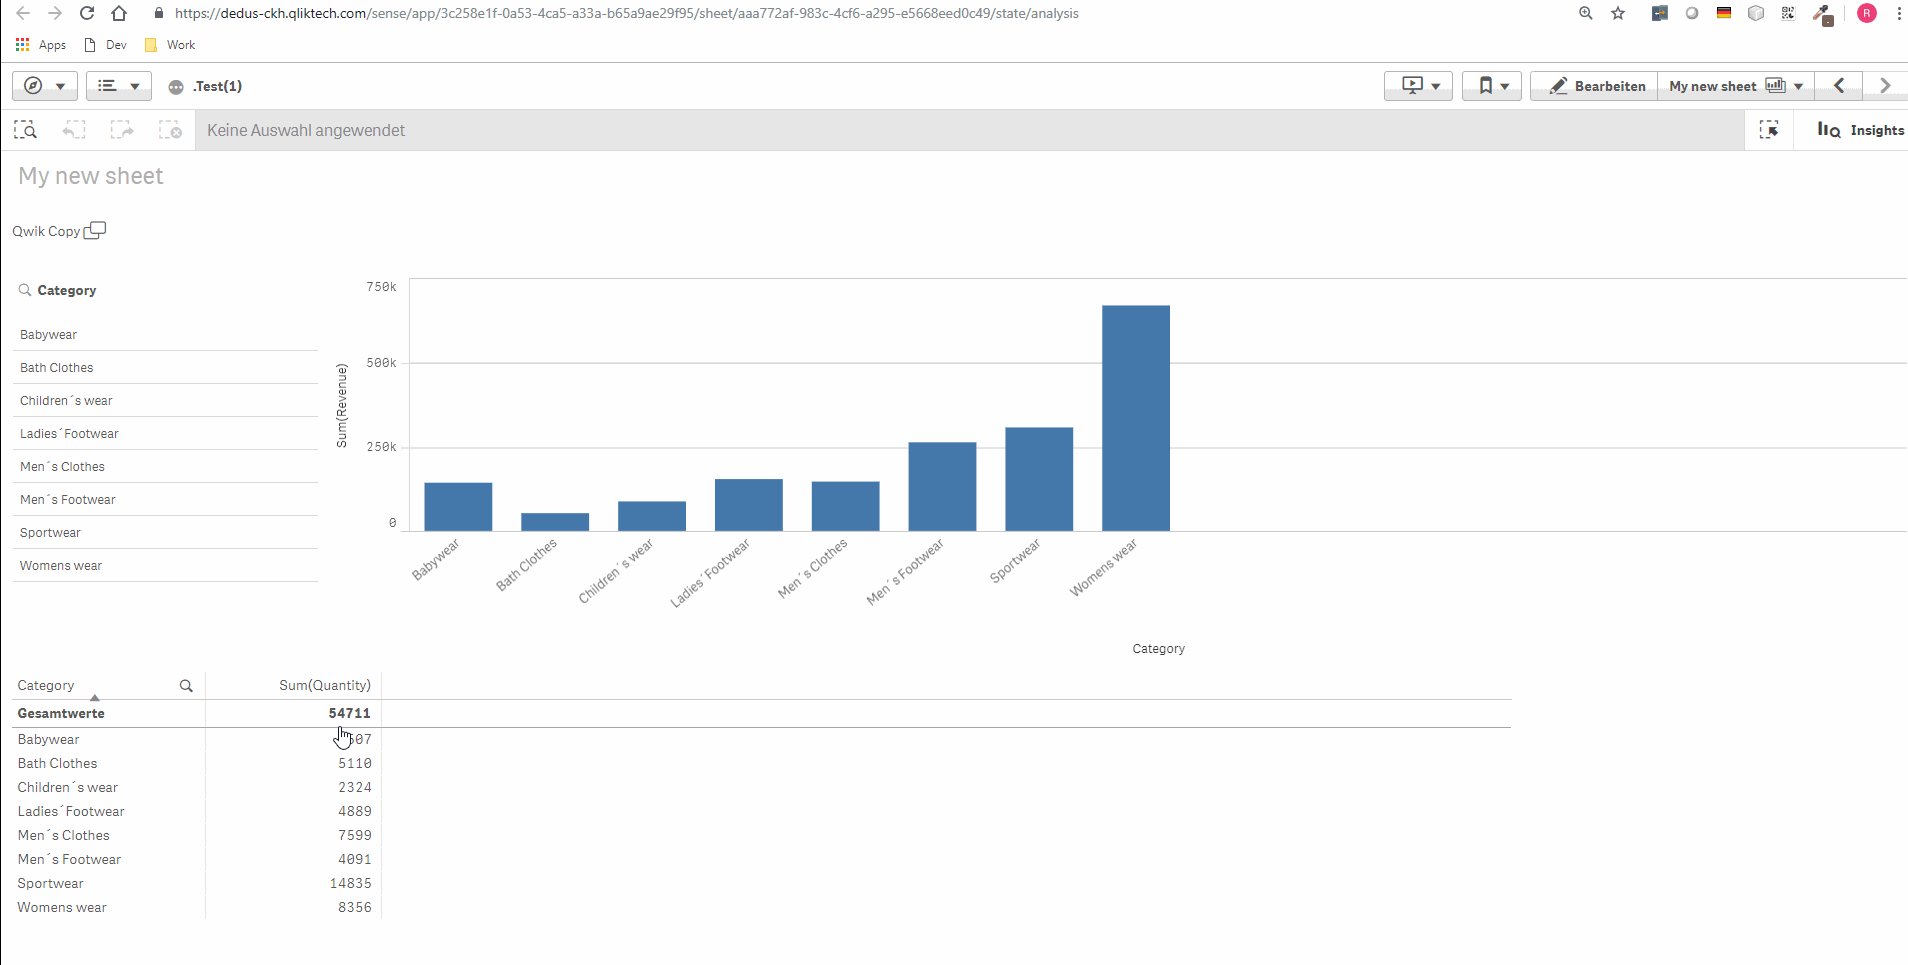 https://dedus-ckh.qliktech.com/sense/app/3c258e1f-0a53-4ca5-a33a-b65a9ae29f95/sheet/aaa772af-983c-4cf6-a295-e5668eed0c49/state/analysis
R
Apps Dev Work
.Test(1) Bearbeiten My new sheet
Keine Auswahl angewendet Insights
My new sheet
Qwik Copy
Category
Babywear
Bath Clothes
Children´s wear
Ladies´Footwear
Men´s Clothes
Men´s Footwear
Sportwear
Womens wear
Sum(Revenue)
750k
500k
250k
0
Babywear
Bath Clothes
Children´s wear
Ladies´Footwear
Men´s Clothes
Men´s Footwear
Sportwear
Womens wear
Category
Category Sum(Quantity)
Gesamtwerte 54711
Babywear
Bath Clothes 5110
Children´s wear 2324
Ladies´Footwear 4889
Men´s Clothes 7599
Men´s Footwear 4091
Sportwear 14835
Womens wear 8356